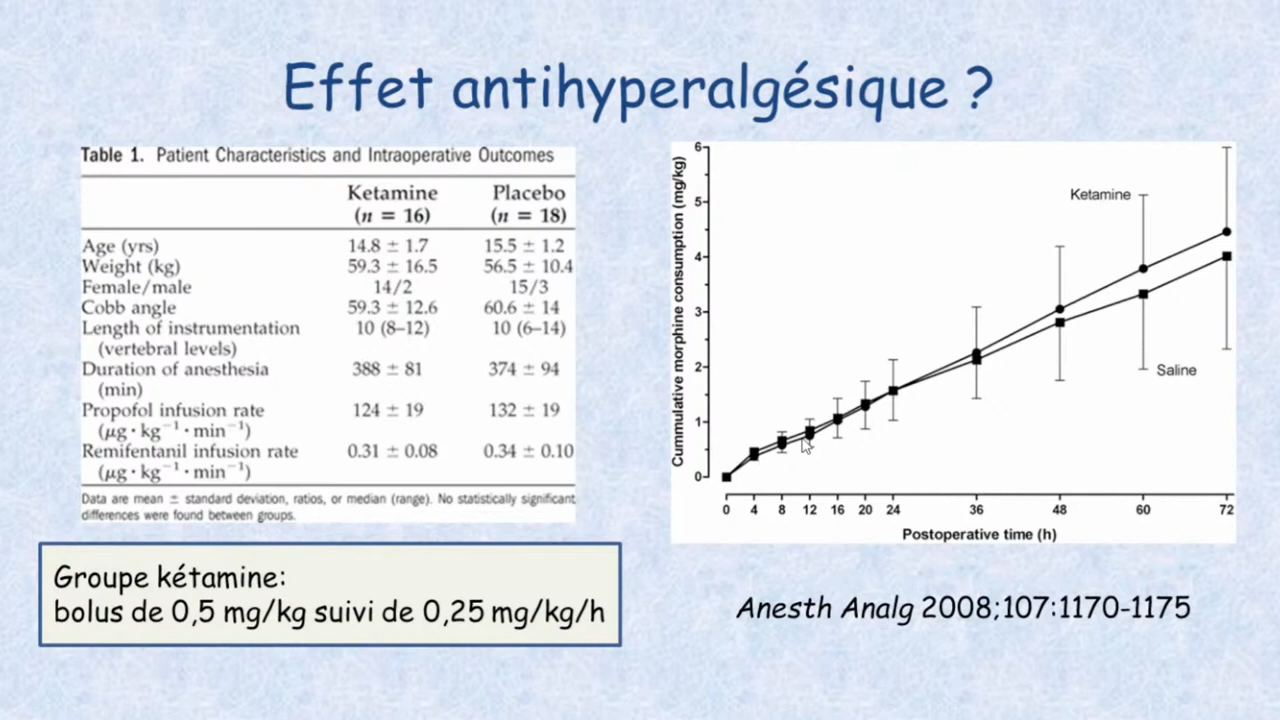 Effet antihyperalgésique ?
Table 1. Patient Characteristics and Intraoperative Outcomes
Ketamine Placebo
(n = 16) (n = 18)
Age (yrs) 14.8 ± 1.7 15.5 ± 1.2
Weight (kg) 59.3 ± 16.5 56.5 ± 10.4
Female/male 14/2 15/3
Cobb angle 59.3 ± 12.6 60.6 ± 14
Length of instrumentation 10 (8–12) 10 (6–14)
(vertebral levels)
Duration of anesthesia 388 ± 81 374 ± 94
(min)
Propofol infusion rate 124 ± 19 132 ± 19
(μg · kg⁻¹ · min⁻¹)
Remifentanil infusion rate 0.31 ± 0.08 0.34 ± 0.10
(μg · kg⁻¹ · min⁻¹)
Data are mean ± standard deviation, ratios, or median (range). No statistically significant
differences were found between groups.
Groupe kétamine:
bolus de 0,5 mg/kg suivi de 0,25 mg/kg/h
Cummulative morphine consumption (mg/kg)
6
5
4
3
2
1
0
Ketamine
Saline
0 4 8 12 16 20 24 36 48 60 72
Postoperative time (h)
Anesth Analg 2008;107:1170-1175